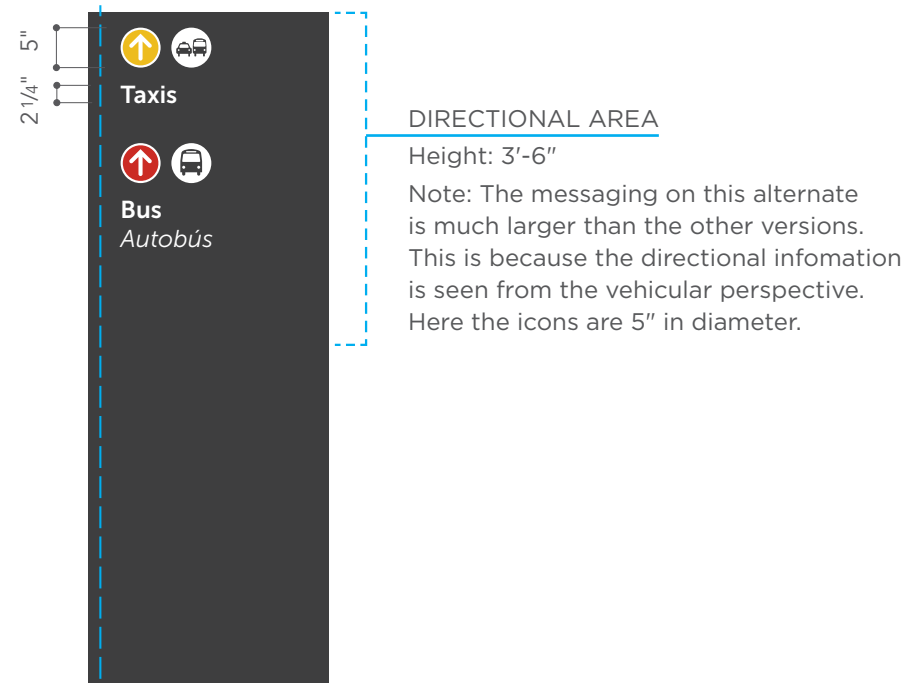 5"
2 1/4"
Taxis
Bus
Autobús
DIRECTIONAL AREA
Height: 3'-6"
Note: The messaging on this alternate
is much larger than the other versions.
This is because the directional infomation
is seen from the vehicular perspective.
Here the icons are 5" in diameter.